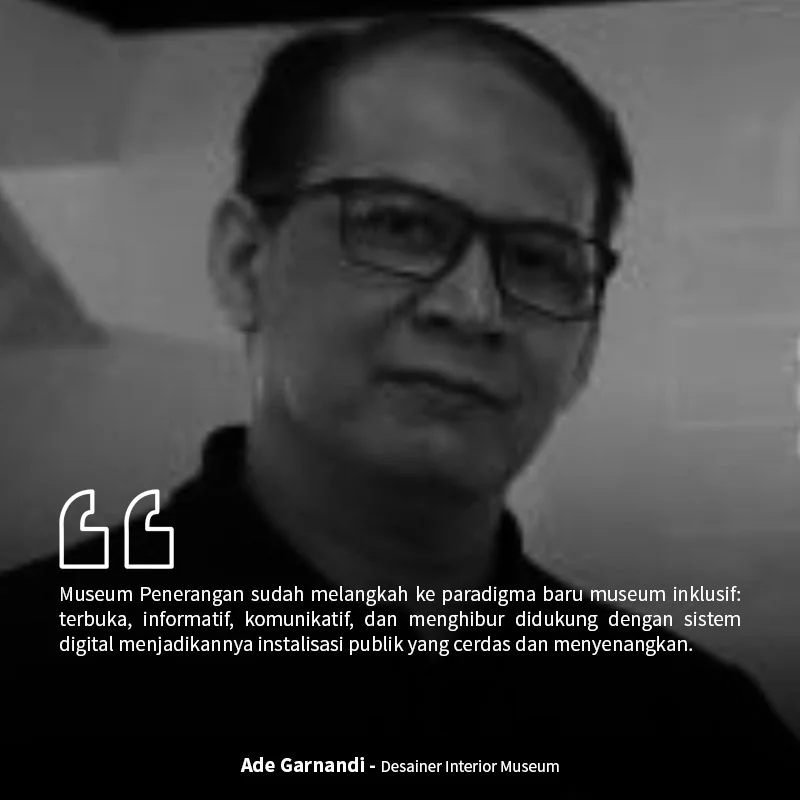 Museum Penerangan sudah melangkah ke paradigma baru museum inklusif:
terbuka, informatif, komunikatif, dan menghibur didukung dengan sistem
digital menjadikannya instalisasi publik yang cerdas dan menyenangkan.
Ade Garnandi - Desainer Interior Museum